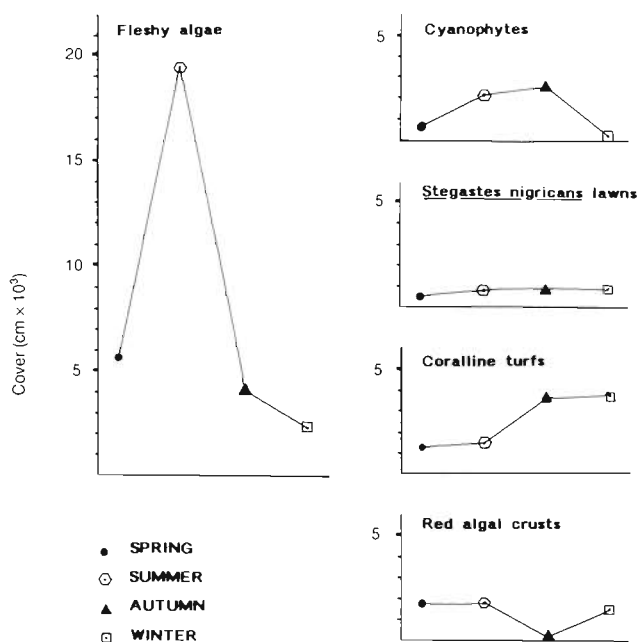 Fleshy algae
20
15
10
5
Cover (cm × 10³)
Cyanophytes
5
Stegastes nigricans lawns
5
Coralline turfs
5
Red algal crusts
5
SPRING
SUMMER
AUTUMN
WINTER